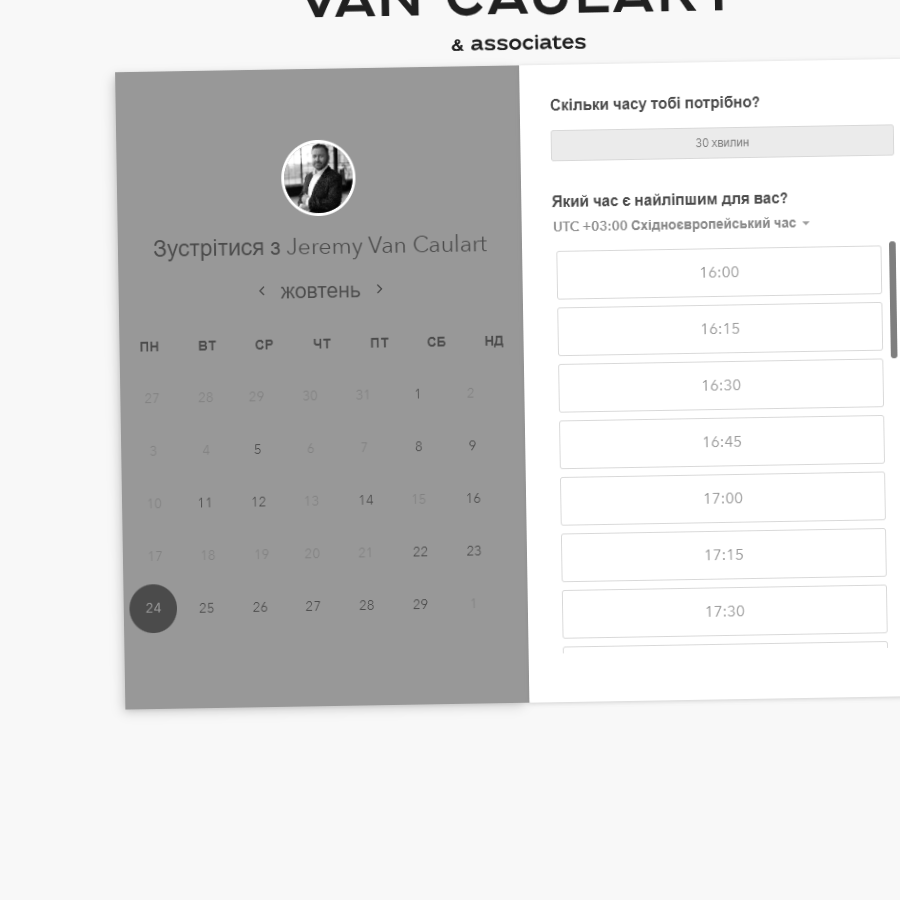 VAN CAULART
& associates
Зустрітися з Jeremy Van Caulart
жовтень
ПН ВТ СР ЧТ ПТ СБ НД
27 28 29 30 31 1 2
3 4 5 6 7 8 9
10 11 12 13 14 15 16
17 18 19 20 21 22 23
24 25 26 27 28 29 1
Скільки часу тобі потрібно?
30 хвилин
Який час є найліпшим для вас?
UTC +03:00 Східноєвропейський час
16:00
16:15
16:30
16:45
17:00
17:15
17:30